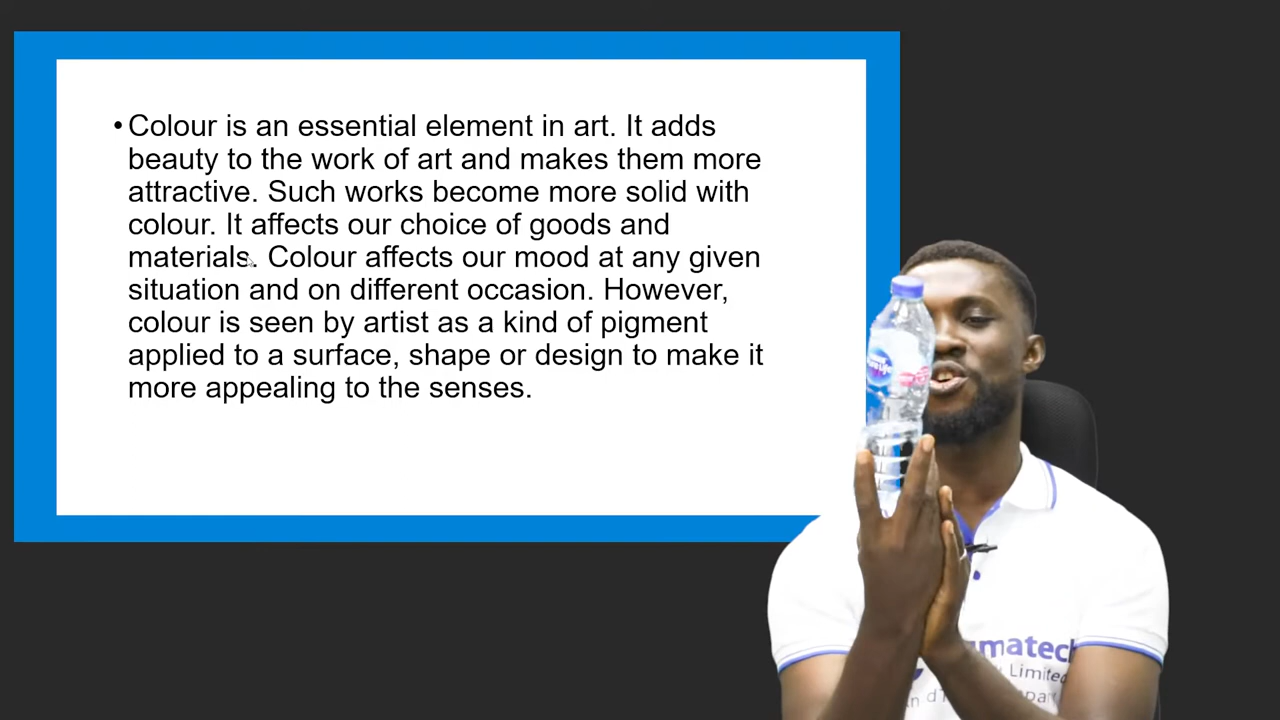 • Colour is an essential element in art. It adds
beauty to the work of art and makes them more
attractive. Such works become more solid with
colour. It affects our choice of goods and
materials. Colour affects our mood at any given
situation and on different occasion. However,
colour is seen by artist as a kind of pigment
applied to a surface, shape or design to make it
more appealing to the senses.
Limited